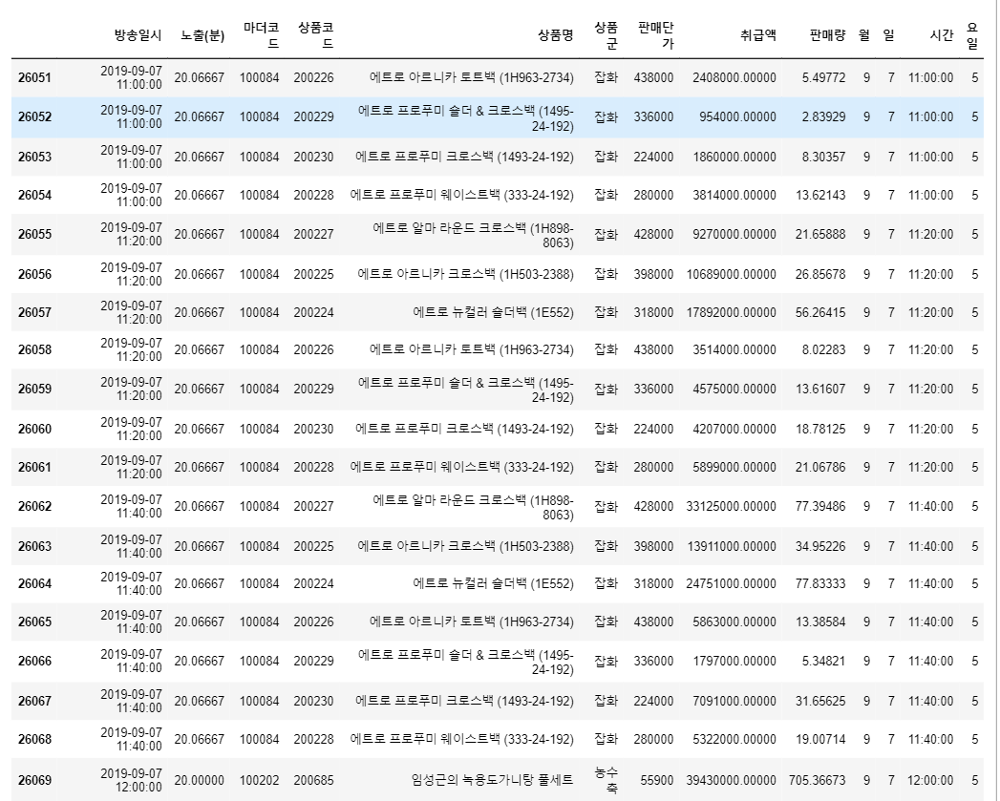 방송일시 노출(분) 마더코드 상품코드 상품명 상품군 판매단가 취급액 판매량 월 일 시간 요일
26051 2019-09-07 11:00:00 20.06667 100084 200226 에트로 아르니카 토트백 (1H963-2734) 잡화 438000 2408000.00000 5.49772 9 7 11:00:00 5
26052 2019-09-07 11:00:00 20.06667 100084 200229 에트로 프로푸미 숄더 & 크로스백 (1495-24-192) 잡화 336000 954000.00000 2.83929 9 7 11:00:00 5
26053 2019-09-07 11:00:00 20.06667 100084 200230 에트로 프로푸미 크로스백 (1493-24-192) 잡화 224000 1860000.00000 8.30357 9 7 11:00:00 5
26054 2019-09-07 11:00:00 20.06667 100084 200228 에트로 프로푸미 웨이스트백 (333-24-192) 잡화 280000 3814000.00000 13.62143 9 7 11:00:00 5
26055 2019-09-07 11:20:00 20.06667 100084 200227 에트로 알마 라운드 크로스백 (1H898-8063) 잡화 428000 9270000.00000 21.65888 9 7 11:20:00 5
26056 2019-09-07 11:20:00 20.06667 100084 200225 에트로 아르니카 크로스백 (1H503-2388) 잡화 398000 10689000.00000 26.85678 9 7 11:20:00 5
26057 2019-09-07 11:20:00 20.06667 100084 200224 에트로 뉴컬러 숄더백 (1E552) 잡화 318000 17892000.00000 56.26415 9 7 11:20:00 5
26058 2019-09-07 11:20:00 20.06667 100084 200226 에트로 아르니카 토트백 (1H963-2734) 잡화 438000 3514000.00000 8.02283 9 7 11:20:00 5
26059 2019-09-07 11:20:00 20.06667 100084 200229 에트로 프로푸미 숄더 & 크로스백 (1495-24-192) 잡화 336000 4575000.00000 13.61607 9 7 11:20:00 5
26060 2019-09-07 11:20:00 20.06667 100084 200230 에트로 프로푸미 크로스백 (1493-24-192) 잡화 224000 4207000.00000 18.78125 9 7 11:20:00 5
26061 2019-09-07 11:20:00 20.06667 100084 200228 에트로 프로푸미 웨이스트백 (333-24-192) 잡화 280000 5899000.00000 21.06786 9 7 11:20:00 5
26062 2019-09-07 11:40:00 20.06667 100084 200227 에트로 알마 라운드 크로스백 (1H898-8063) 잡화 428000 33125000.00000 77.39486 9 7 11:40:00 5
26063 2019-09-07 11:40:00 20.06667 100084 200225 에트로 아르니카 크로스백 (1H503-2388) 잡화 398000 13911000.00000 34.95226 9 7 11:40:00 5
26064 2019-09-07 11:40:00 20.06667 100084 200224 에트로 뉴컬러 숄더백 (1E552) 잡화 318000 24751000.00000 77.83333 9 7 11:40:00 5
26065 2019-09-07 11:40:00 20.06667 100084 200226 에트로 아르니카 토트백 (1H963-2734) 잡화 438000 5863000.00000 13.38584 9 7 11:40:00 5
26066 2019-09-07 11:40:00 20.06667 100084 200229 에트로 프로푸미 숄더 & 크로스백 (1495-24-192) 잡화 336000 1797000.00000 5.34821 9 7 11:40:00 5
26067 2019-09-07 11:40:00 20.06667 100084 200230 에트로 프로푸미 크로스백 (1493-24-192) 잡화 224000 7091000.00000 31.65625 9 7 11:40:00 5
26068 2019-09-07 11:40:00 20.06667 100084 200228 에트로 프로푸미 웨이스트백 (333-24-192) 잡화 280000 5322000.00000 19.00714 9 7 11:40:00 5
26069 2019-09-07 12:00:00 20.00000 100202 200685 임성근의 녹용도가니탕 풀세트 농수축 55900 39430000.00000 705.36673 9 7 12:00:00 5